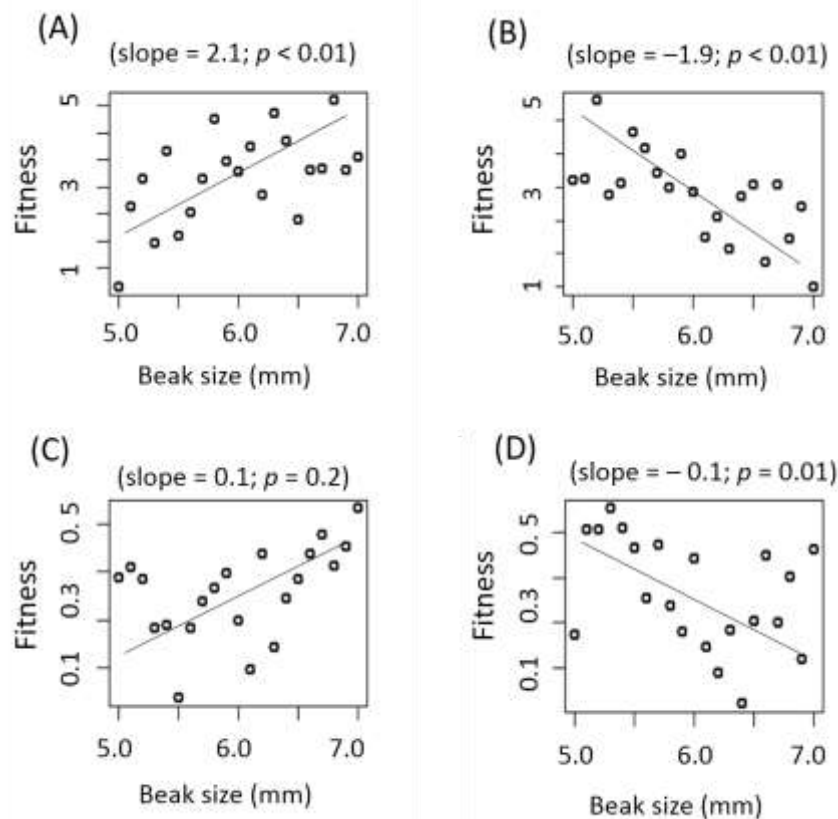 (A)
(slope = 2.1; p < 0.01)
Fitness
5
3
1
5.0 6.0 7.0
Beak size (mm)
(B)
(slope = –1.9; p < 0.01)
Fitness
5
3
1
5.0 6.0 7.0
Beak size (mm)
(C)
(slope = 0.1; p = 0.2)
Fitness
0.5
0.3
0.1
5.0 6.0 7.0
Beak size (mm)
(D)
(slope = – 0.1; p = 0.01)
Fitness
0.5
0.3
0.1
5.0 6.0 7.0
Beak size (mm)